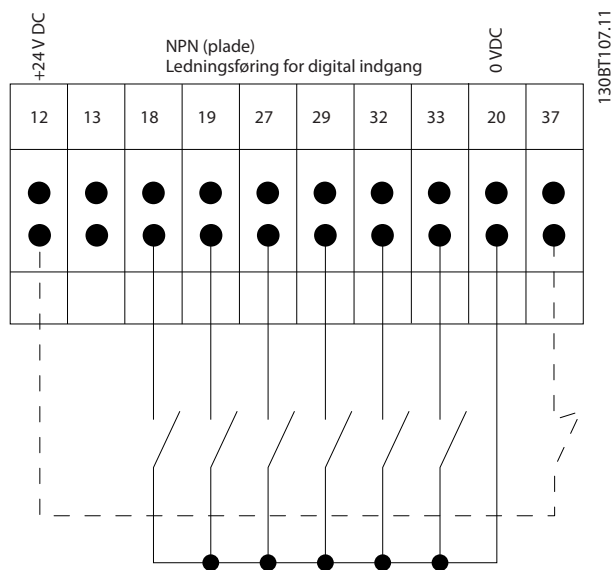 +24 V DC
NPN (plade)
Ledningsføring for digital indgang
0 VDC
130BT107.11
12 13 18 19 27 29 32 33 20 37